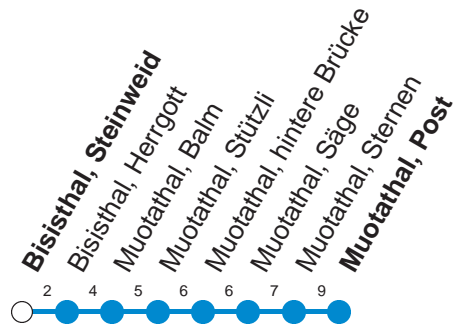 Bisisthal, Steinweid
Bisisthal, Herrgott
Muotathal, Balm
Muotathal, Stützli
Muotathal, hintere Brücke
Muotathal, Säge
Muotathal, Sternen
Muotathal, Post
2 4 5 6 6 7 9